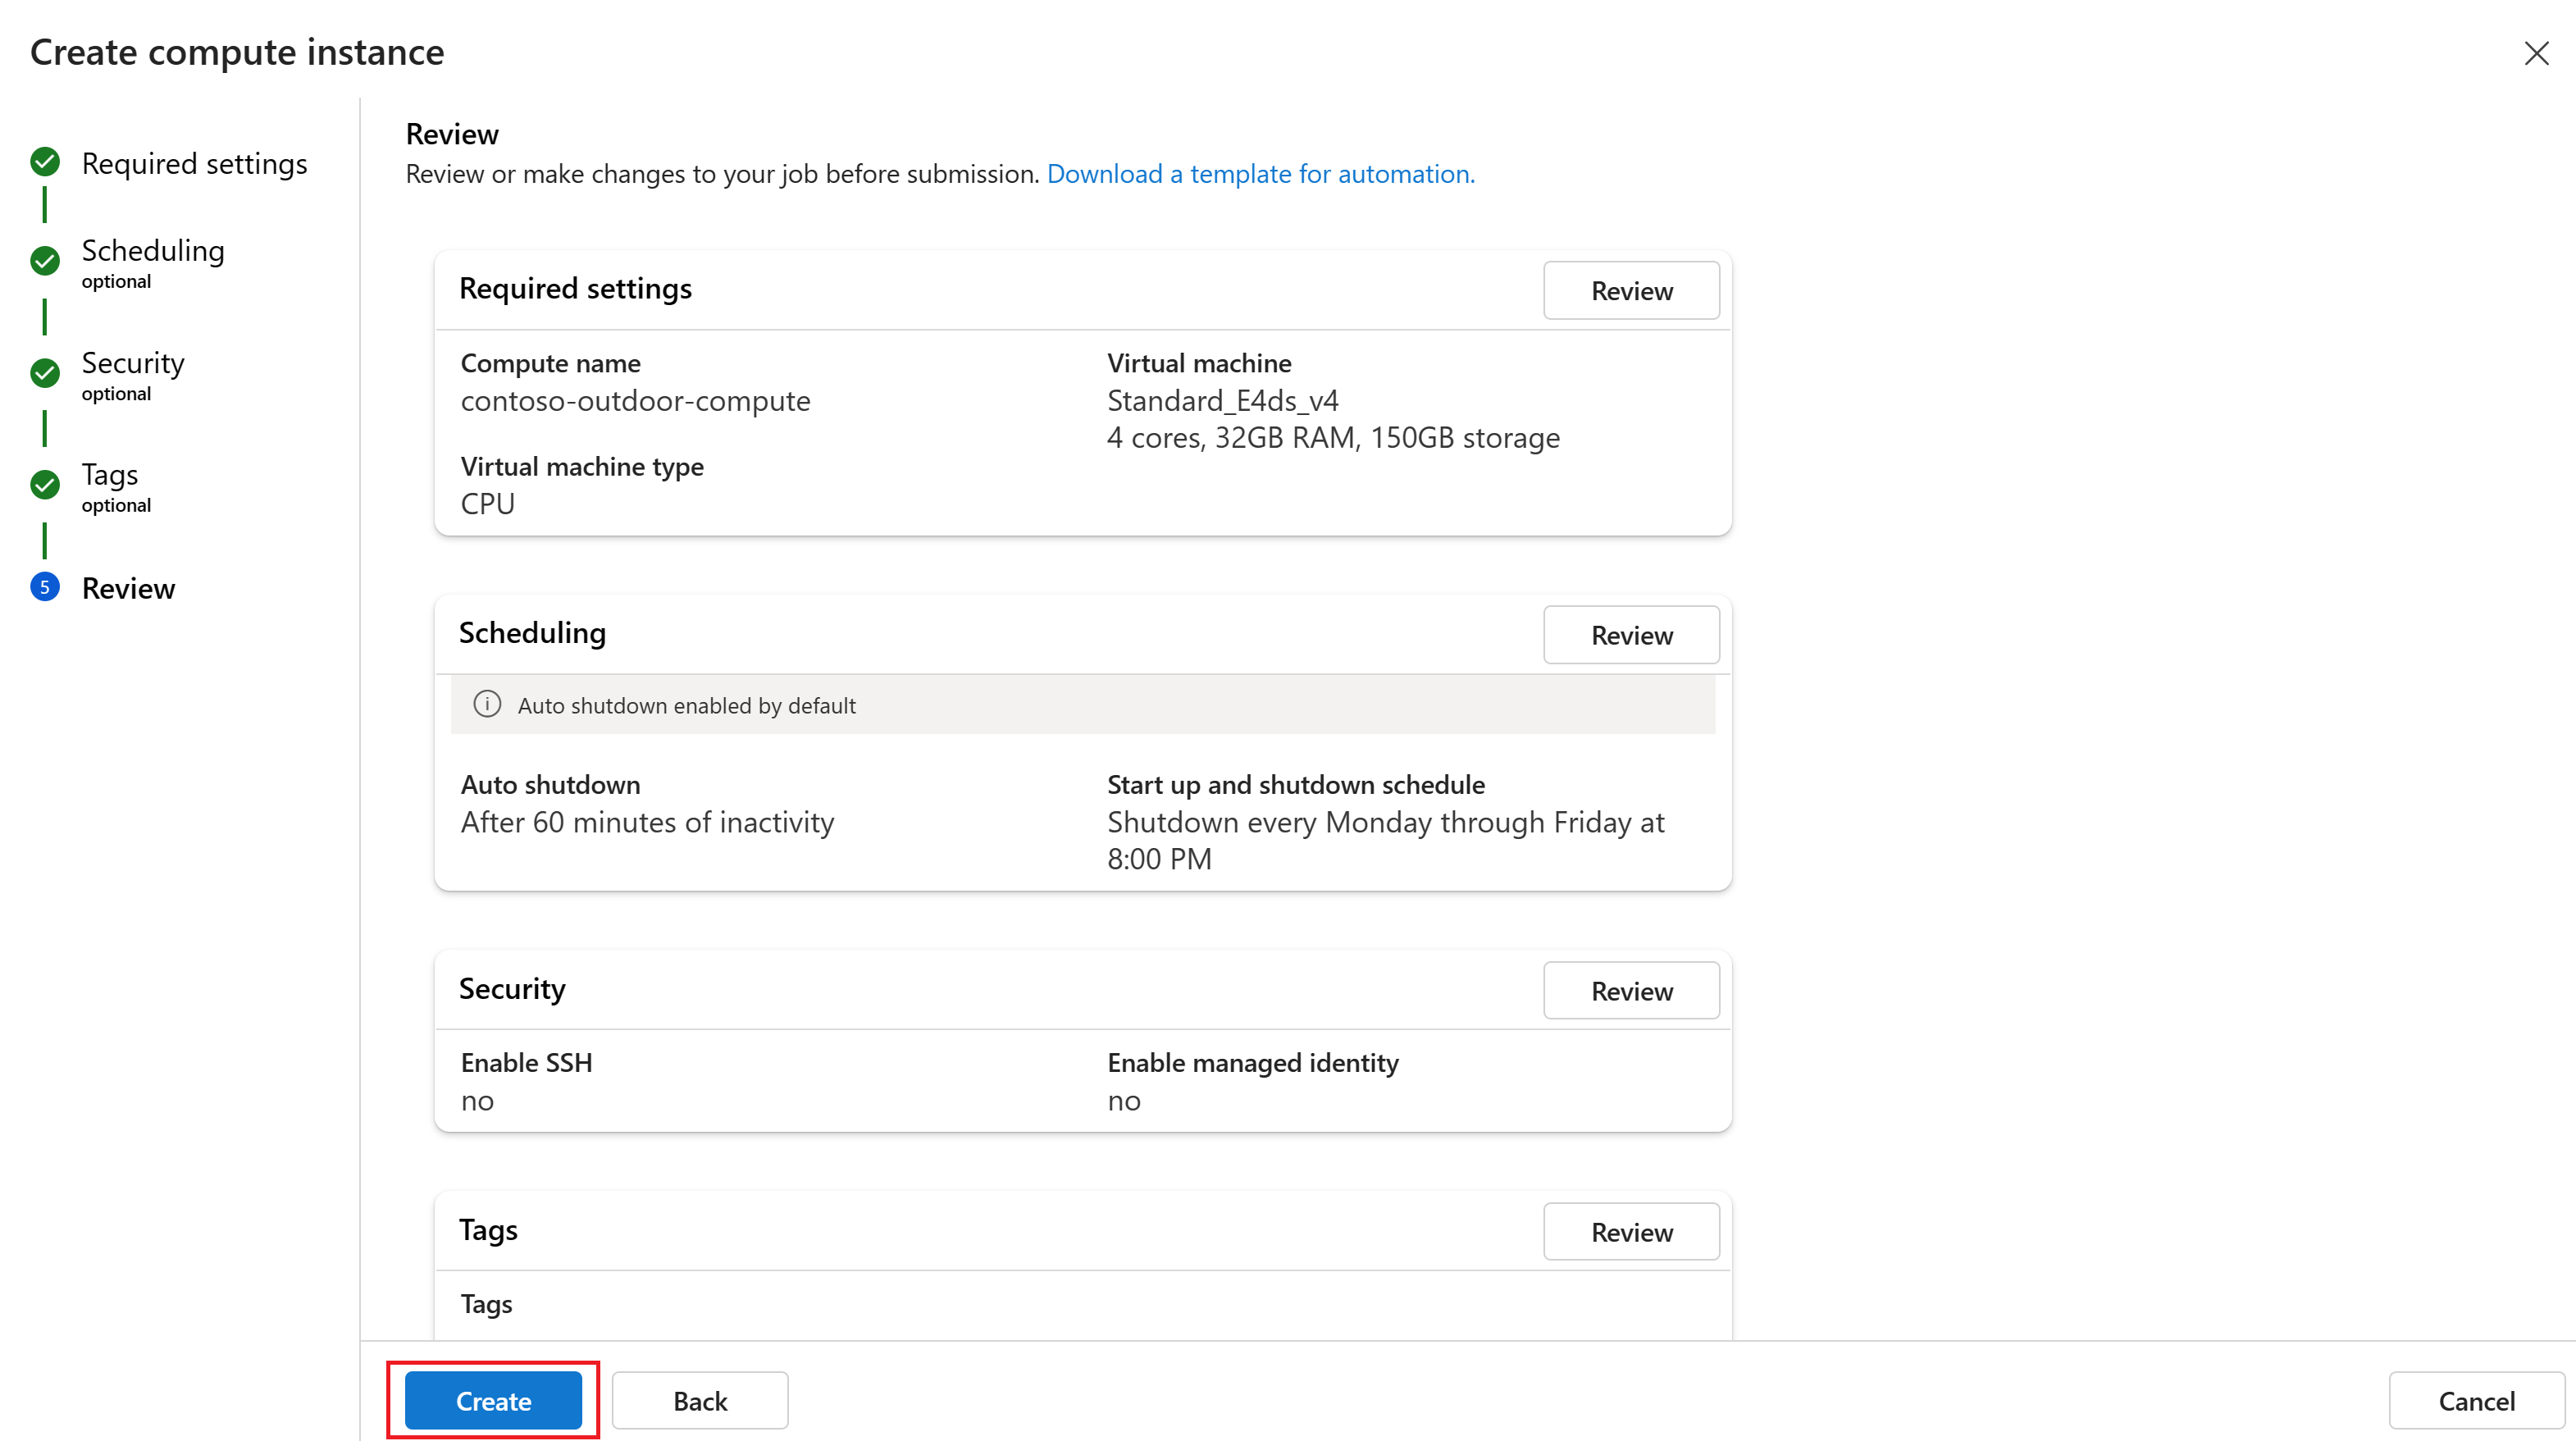 Create compute instance
Required settings
Scheduling
optional
Security
optional
Tags
optional
5
Review
Review
Review or make changes to your job before submission. Download a template for automation.
Required settings
Review
Compute name
contoso-outdoor-compute
Virtual machine type
CPU
Virtual machine
Standard_E4ds_v4
4 cores, 32GB RAM, 150GB storage
Scheduling
Review
Auto shutdown enabled by default
Auto shutdown
After 60 minutes of inactivity
Start up and shutdown schedule
Shutdown every Monday through Friday at
8:00 PM
Security
Review
Enable SSH
no
Enable managed identity
no
Tags
Review
Tags
Create
Back
Cancel